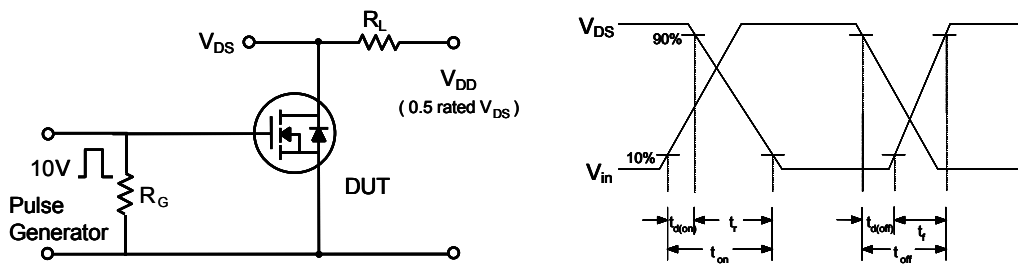 R_L
V_DS
V_DD
( 0.5 rated V_DS )
10V
R_G
DUT
Pulse
Generator
V_DS
90%
10%
V_in
t_d(on)
t_r
t_on
t_d(off)
t_f
t_off